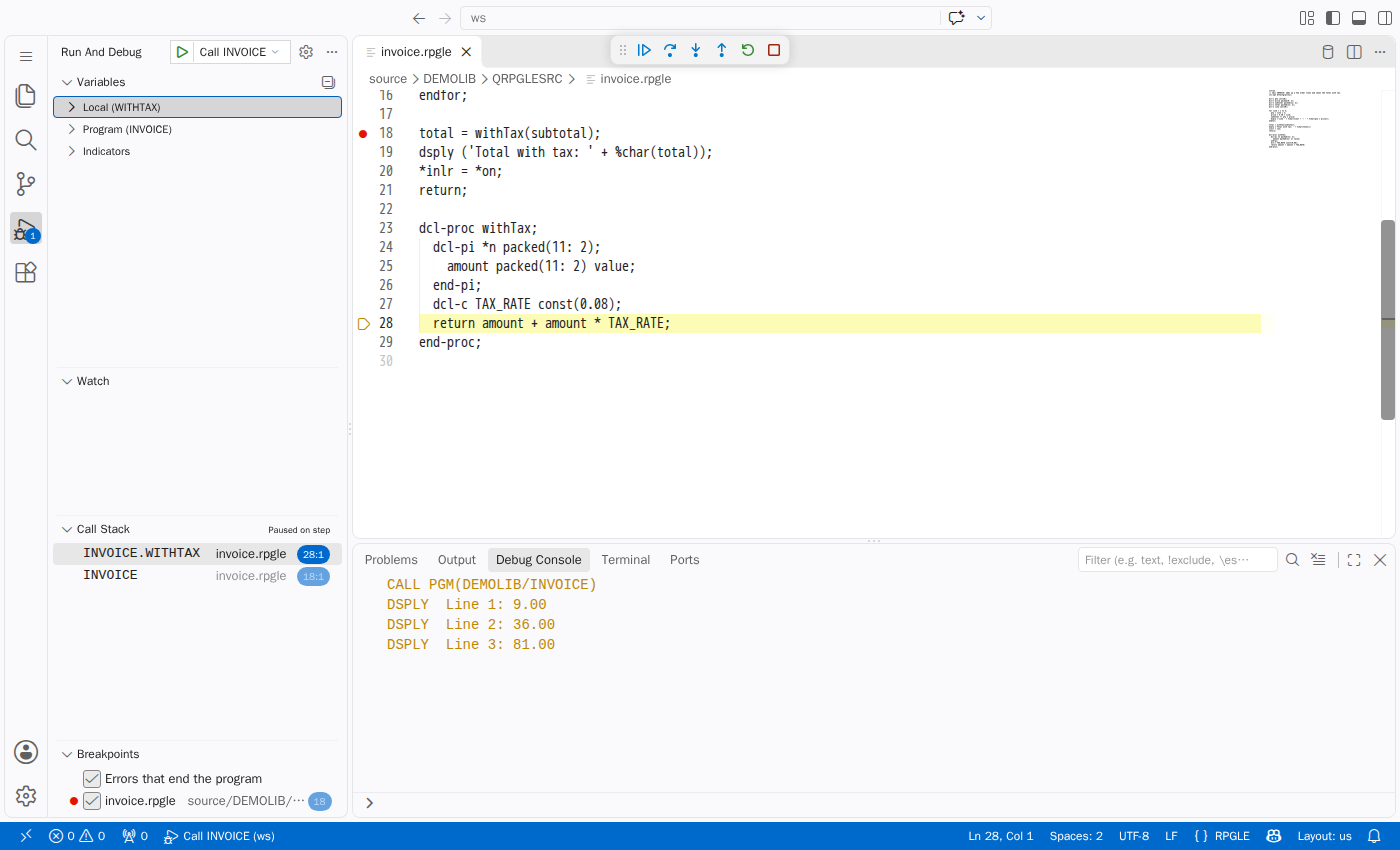 ws
Run And Debug
Call INVOICE
Variables
Local (WITHTAX)
Program (INVOICE)
Indicators
Watch
Call Stack
Paused on step
INVOICE.WITHTAX invoice.rpgle 28:1
INVOICE invoice.rpgle 18:1
Breakpoints
Errors that end the program
invoice.rpgle source/DEMOLIB/⋯ 18
1
invoice.rpgle
source DEMOLIB QRPGLESRC invoice.rpgle
16 endfor;
17
18 total = withTax(subtotal);
19 dsply ('Total with tax: ' + %char(total));
20 *inlr = *on;
21 return;
22
23 dcl-proc withTax;
24 dcl-pi *n packed(11: 2);
25 amount packed(11: 2) value;
26 end-pi;
27 dcl-c TAX_RATE const(0.08);
28 return amount + amount * TAX_RATE;
29 end-proc;
30
Problems Output Debug Console Terminal Ports
Filter (e.g. text, !exclude, \es⋯
CALL PGM(DEMOLIB/INVOICE)
DSPLY Line 1: 9.00
DSPLY Line 2: 36.00
DSPLY Line 3: 81.00
0 0 0 Call INVOICE (ws) Ln 28, Col 1 Spaces: 2 UTF-8 LF { } RPGLE Layout: us